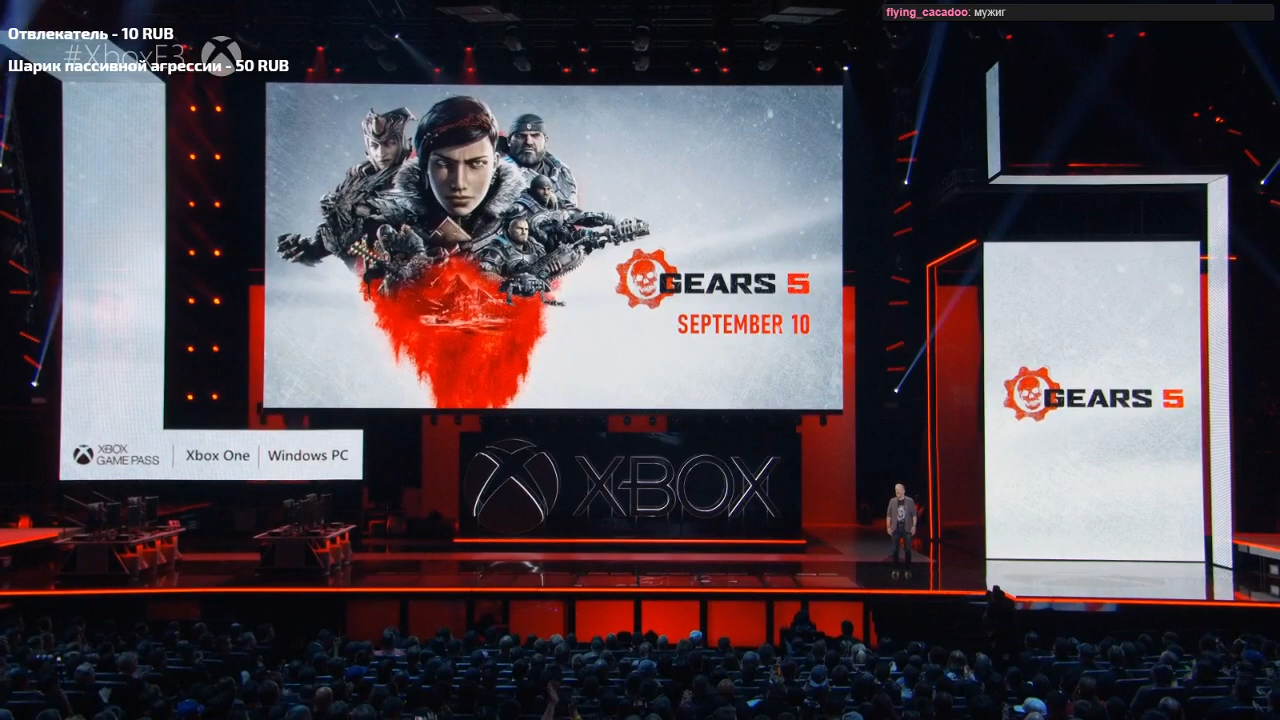 flying_cacadoo: мужиг
Отвлекатель - 10 RUB
#XboxE3
Шарик пассивной агрессии - 50 RUB
GEARS 5
SEPTEMBER 10
GEARS 5
XBOX
GAME PASS
Xbox One
Windows PC
XBOX